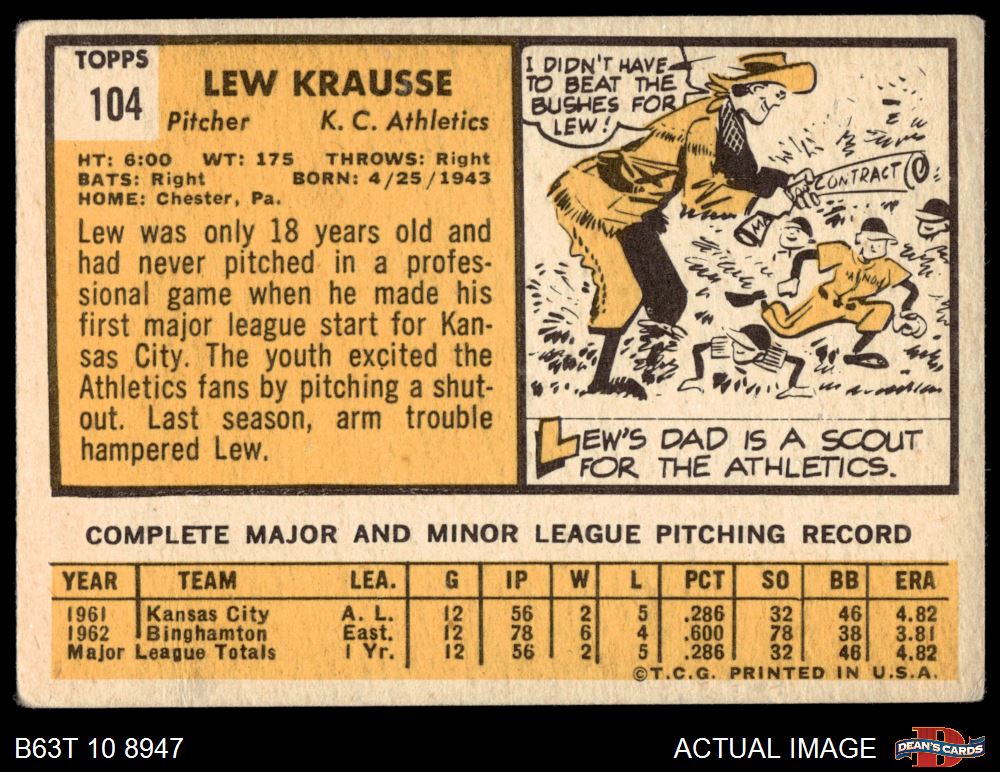 TOPPS
104
LEW KRAUSSE
Pitcher K. C. Athletics
HT: 6:00 WT: 175 THROWS: Right
BATS: Right BORN: 4/25/1943
HOME: Chester, Pa.
Lew was only 18 years old and
had never pitched in a profes-
sional game when he made his
first major league start for Kan-
sas City. The youth excited the
Athletics fans by pitching a shut-
out. Last season, arm trouble
hampered Lew.
I DIDN'T HAVE
TO BEAT THE
BUSHES FOR
LEW!
CONTRACT
LEW'S DAD IS A SCOUT
FOR THE ATHLETICS.
COMPLETE MAJOR AND MINOR LEAGUE PITCHING RECORD
YEAR TEAM LEA. G IP W L PCT SO BB ERA
1961 Kansas City A. L. 12 56 2 5 .286 32 46 4.82
1962 Binghamton East. 12 78 6 4 .600 78 38 3.81
Major League Totals 1 Yr. 12 56 2 5 .286 32 46 4.82
©T.C.G. PRINTED IN U.S.A.
B63T 10 8947
ACTUAL IMAGE
D
DEAN'S CARDS